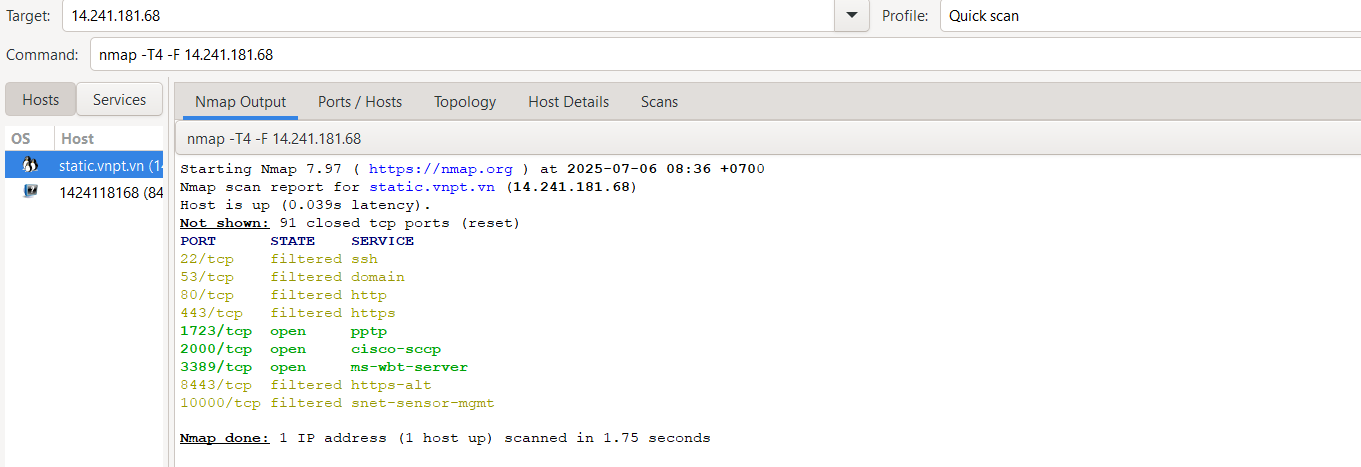 Target: 14.241.181.68 Profile: Quick scan
Command: nmap -T4 -F 14.241.181.68
Hosts Services Nmap Output Ports / Hosts Topology Host Details Scans
OS Host
nmap -T4 -F 14.241.181.68
static.vnpt.vn (14
1424118168 (84
Starting Nmap 7.97 ( https://nmap.org ) at 2025-07-06 08:36 +0700
Nmap scan report for static.vnpt.vn (14.241.181.68)
Host is up (0.039s latency).
Not shown: 91 closed tcp ports (reset)
PORT STATE SERVICE
22/tcp filtered ssh
53/tcp filtered domain
80/tcp filtered http
443/tcp filtered https
1723/tcp open pptp
2000/tcp open cisco-sccp
3389/tcp open ms-wbt-server
8443/tcp filtered https-alt
10000/tcp filtered snet-sensor-mgmt
Nmap done: 1 IP address (1 host up) scanned in 1.75 seconds